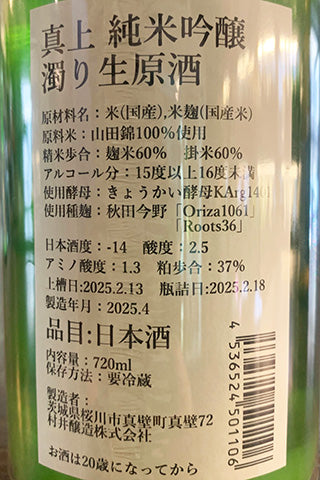 真上 純米吟醸
濁り生原酒
原材料名：米(国産),米麹(国産米)
原料米：山田錦100%使用
精米歩合：麹米60%　掛米60%
アルコール分：15度以上16度未満
使用酵母：きょうかい酵母KArg1401
使用種麹：秋田今野「Oriza1061」
「Roots36」
日本酒度：-14　酸度：2.5
アミノ酸度：1.3　粕歩合：37%
上槽日:2025.2.13　瓶詰日:2025.2.18
製造年月：2025.4
品目:日本酒
内容量：720ml
保存方法：要冷蔵
製造者：
茨城県桜川市真壁町真壁72
村井醸造株式会社
お酒は20歳になってから
4 536224 501106